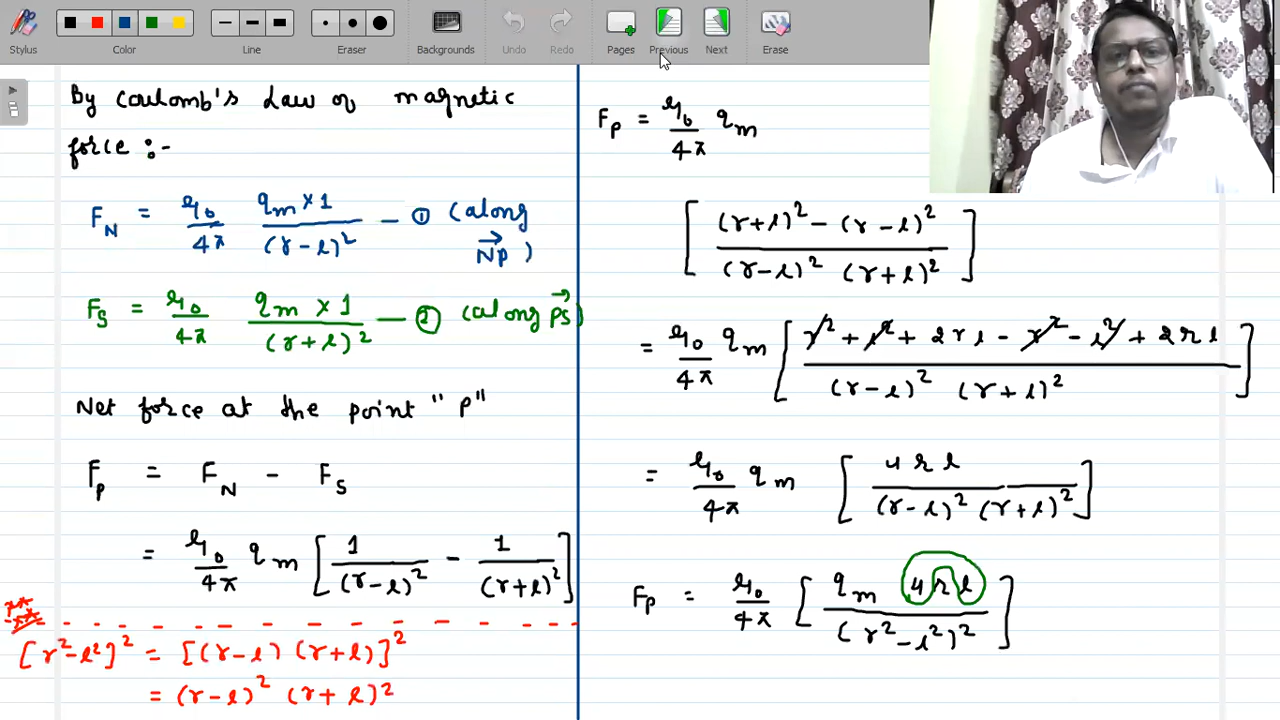 Stylus Color Line Eraser Backgrounds Undo Redo Pages Previous Next Erase
By Coulomb's Law of magnetic
force :-
F_N = μ₀/4π (q_m × 1)/(r-l)² — ① (along NP→)
F_S = μ₀/4π (q_m × 1)/(r+l)² — ② (along PS→)
Net force at the point "P"
F_p = F_N - F_S
= μ₀/4π q_m [1/(r-l)² - 1/(r+l)²]
[r²-l²]² = [(r-l) (r+l)]²
= (r-l)² (r+l)²
F_p = μ₀/4π q_m
[((r+l)² - (r-l)²)/((r-l)² (r+l)²)]
= μ₀/4π q_m [(r² + l² + 2rl - r² - l² + 2rl)/((r-l)² (r+l)²)]
= μ₀/4π q_m [4rl/((r-l)² (r+l)²)]
F_p = μ₀/4π [q_m 4rl/(r²-l²)²]